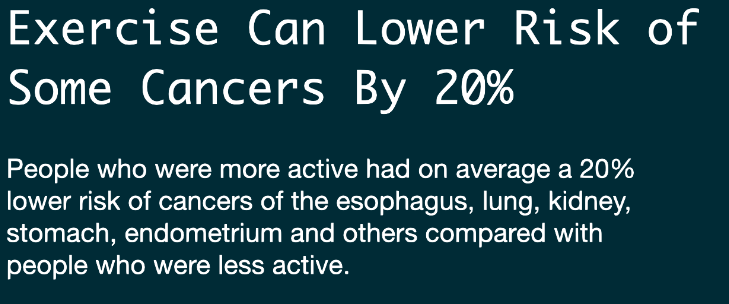 Exercise Can Lower Risk of
Some Cancers By 20%
People who were more active had on average a 20%
lower risk of cancers of the esophagus, lung, kidney,
stomach, endometrium and others compared with
people who were less active.